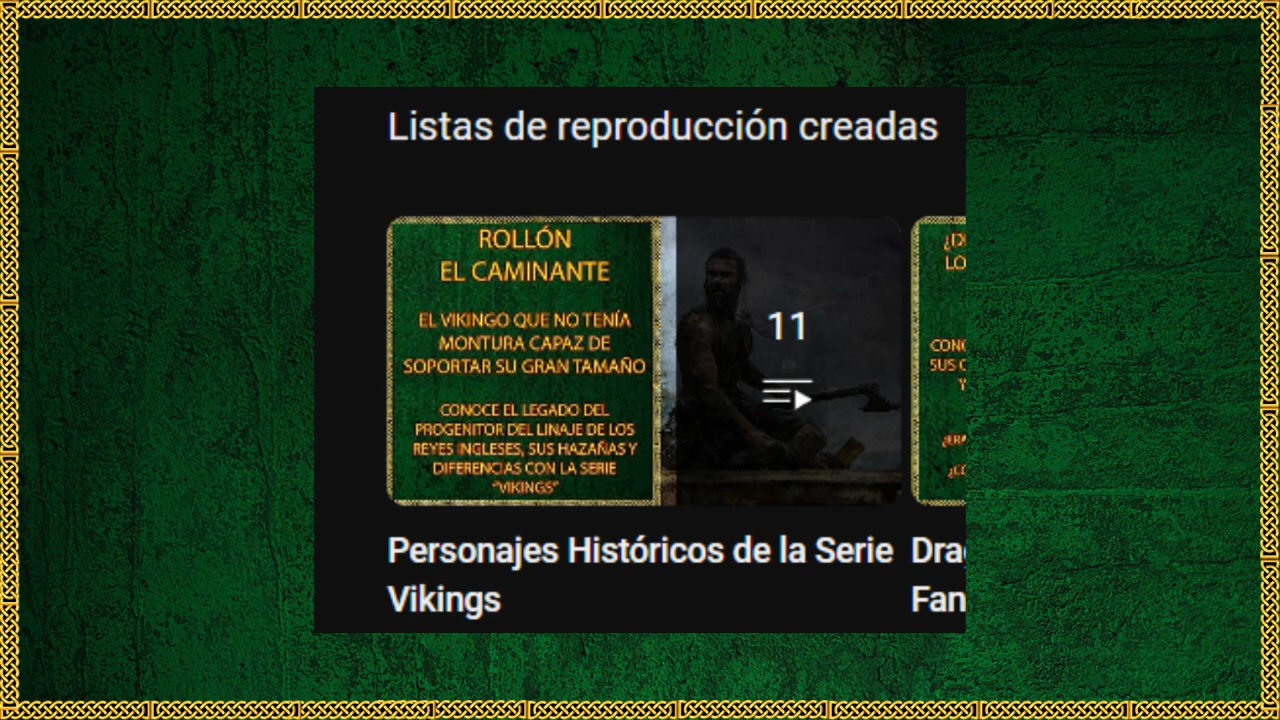 Listas de reproducción creadas
ROLLÓN
EL CAMINANTE
EL VIKINGO QUE NO TENÍA
MONTURA CAPAZ DE
SOPORTAR SU GRAN TAMAÑO
CONOCE EL LEGADO DEL
PROGENITOR DEL LINAJE DE LOS
REYES INGLESES, SUS HAZAÑAS Y
DIFERENCIAS CON LA SERIE
"VIKINGS"
11
Personajes Históricos de la Serie
Vikings
LO
SUS
Y